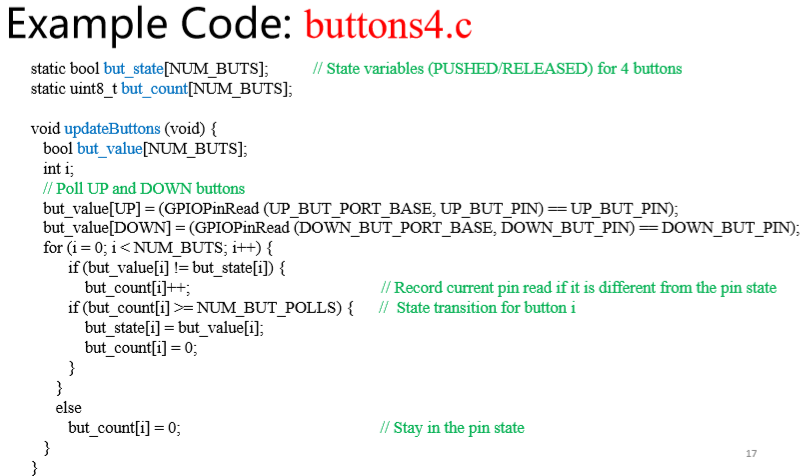 Example Code: buttons4.c
static bool but_state[NUM_BUTS]; // State variables (PUSHED/RELEASED) for 4 buttons
static uint8_t but_count[NUM_BUTS];
void updateButtons (void) {
bool but_value[NUM_BUTS];
int i;
// Poll UP and DOWN buttons
but_value[UP] = (GPIOPinRead (UP_BUT_PORT_BASE, UP_BUT_PIN) == UP_BUT_PIN);
but_value[DOWN] = (GPIOPinRead (DOWN_BUT_PORT_BASE, DOWN_BUT_PIN) == DOWN_BUT_PIN);
for (i = 0; i < NUM_BUTS; i++) {
if (but_value[i] != but_state[i]) {
but_count[i]++; // Record current pin read if it is different from the pin state
if (but_count[i] >= NUM_BUT_POLLS) { // State transition for button i
but_state[i] = but_value[i];
but_count[i] = 0;
}
}
else
but_count[i] = 0; // Stay in the pin state
}
}
17